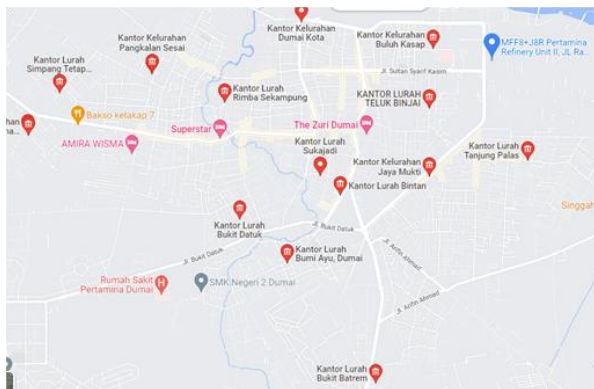 Kantor Kelurahan
Dumai Kota
Kantor Kelurahan
Pangkalan Sesai
Kantor Kelurahan
Buluh Kasap
MFF8+J8R Pertamina
Refinery Unit II, JL Ra...
Kantor Lurah
Simpang Tetap...
Jl. Sultan Syarif Kasim
Kantor Lurah
Rimba Sekampung
KANTOR LURAH
TELUK BINJAI
Bakso ketakap 7
Superstar
The Zuri Dumai
AMIRA WISMA
Kantor Lurah
Sukajadi
Kantor Lurah
Tanjung Palas
Kantor Kelurahan
Jaya Mukti
Kantor Lurah Bintan
Singgah
Kantor Lurah
Bukit Datuk
Jl. Bukit Datuk
Jl. Bukit Datuk
Kantor Lurah
Bumi Ayu, Dumai
Jl. Arifin Ahmad
Rumah Sakit
Pertamina Dumai
SMK Negeri 2 Dumai
Jl. Arifin Ahmad
Kantor Lurah
Bukit Batrem